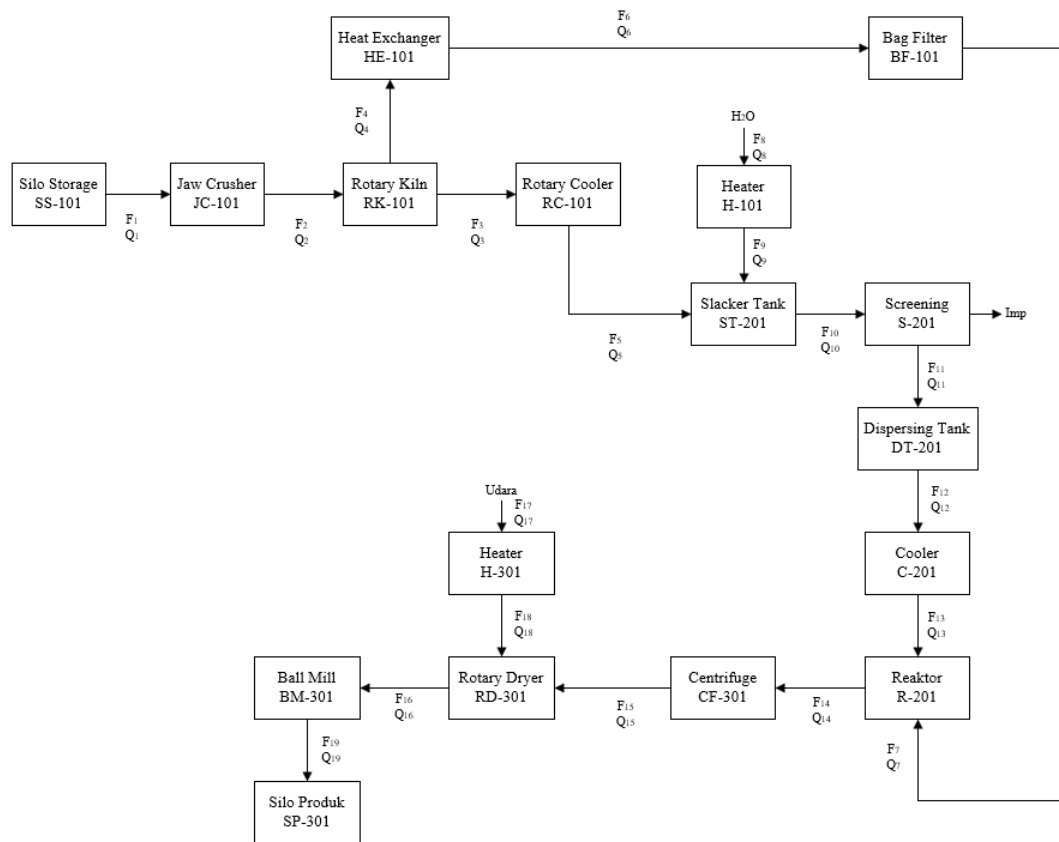 F₆
Q₆
Heat Exchanger
HE-101
Bag Filter
BF-101
F₄
Q₄
H₂O
F₈
Q₈
Silo Storage
SS-101
F₁
Q₁
Jaw Crusher
JC-101
F₂
Q₂
Rotary Kiln
RK-101
F₃
Q₃
Rotary Cooler
RC-101
Heater
H-101
F₉
Q₉
F₅
Q₅
Slacker Tank
ST-201
F₁₀
Q₁₀
Screening
S-201
Imp
F₁₁
Q₁₁
Dispersing Tank
DT-201
F₁₂
Q₁₂
Udara
F₁₇
Q₁₇
Heater
H-301
Cooler
C-201
F₁₈
Q₁₈
F₁₃
Q₁₃
Ball Mill
BM-301
F₁₆
Q₁₆
Rotary Dryer
RD-301
F₁₅
Q₁₅
Centrifuge
CF-301
F₁₄
Q₁₄
Reaktor
R-201
F₇
Q₇
F₁₉
Q₁₉
Silo Produk
SP-301